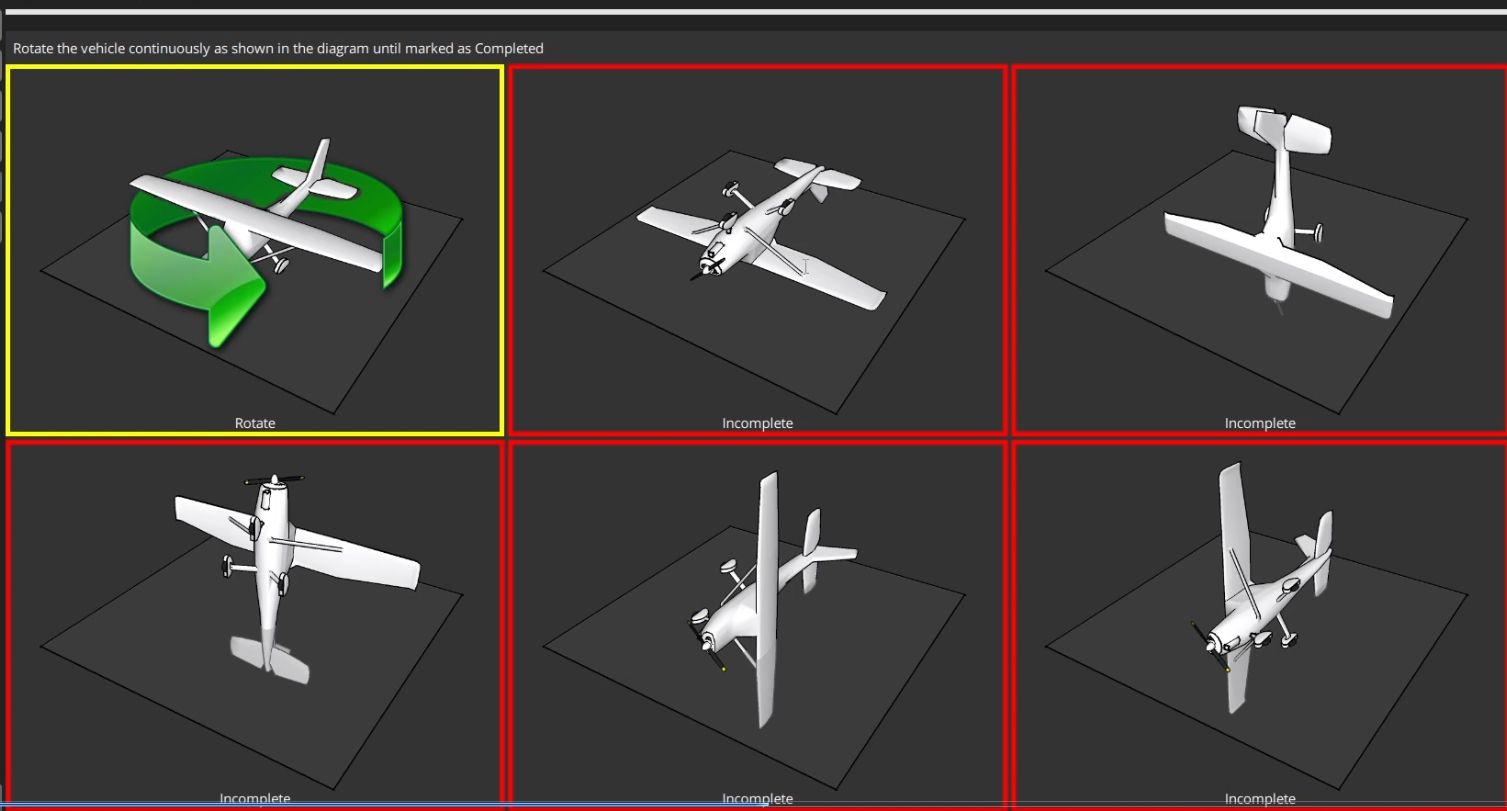 Rotate the vehicle continuously as shown in the diagram until marked as Completed
Rotate
Incomplete
Incomplete
Incomplete
Incomplete
Incomplete